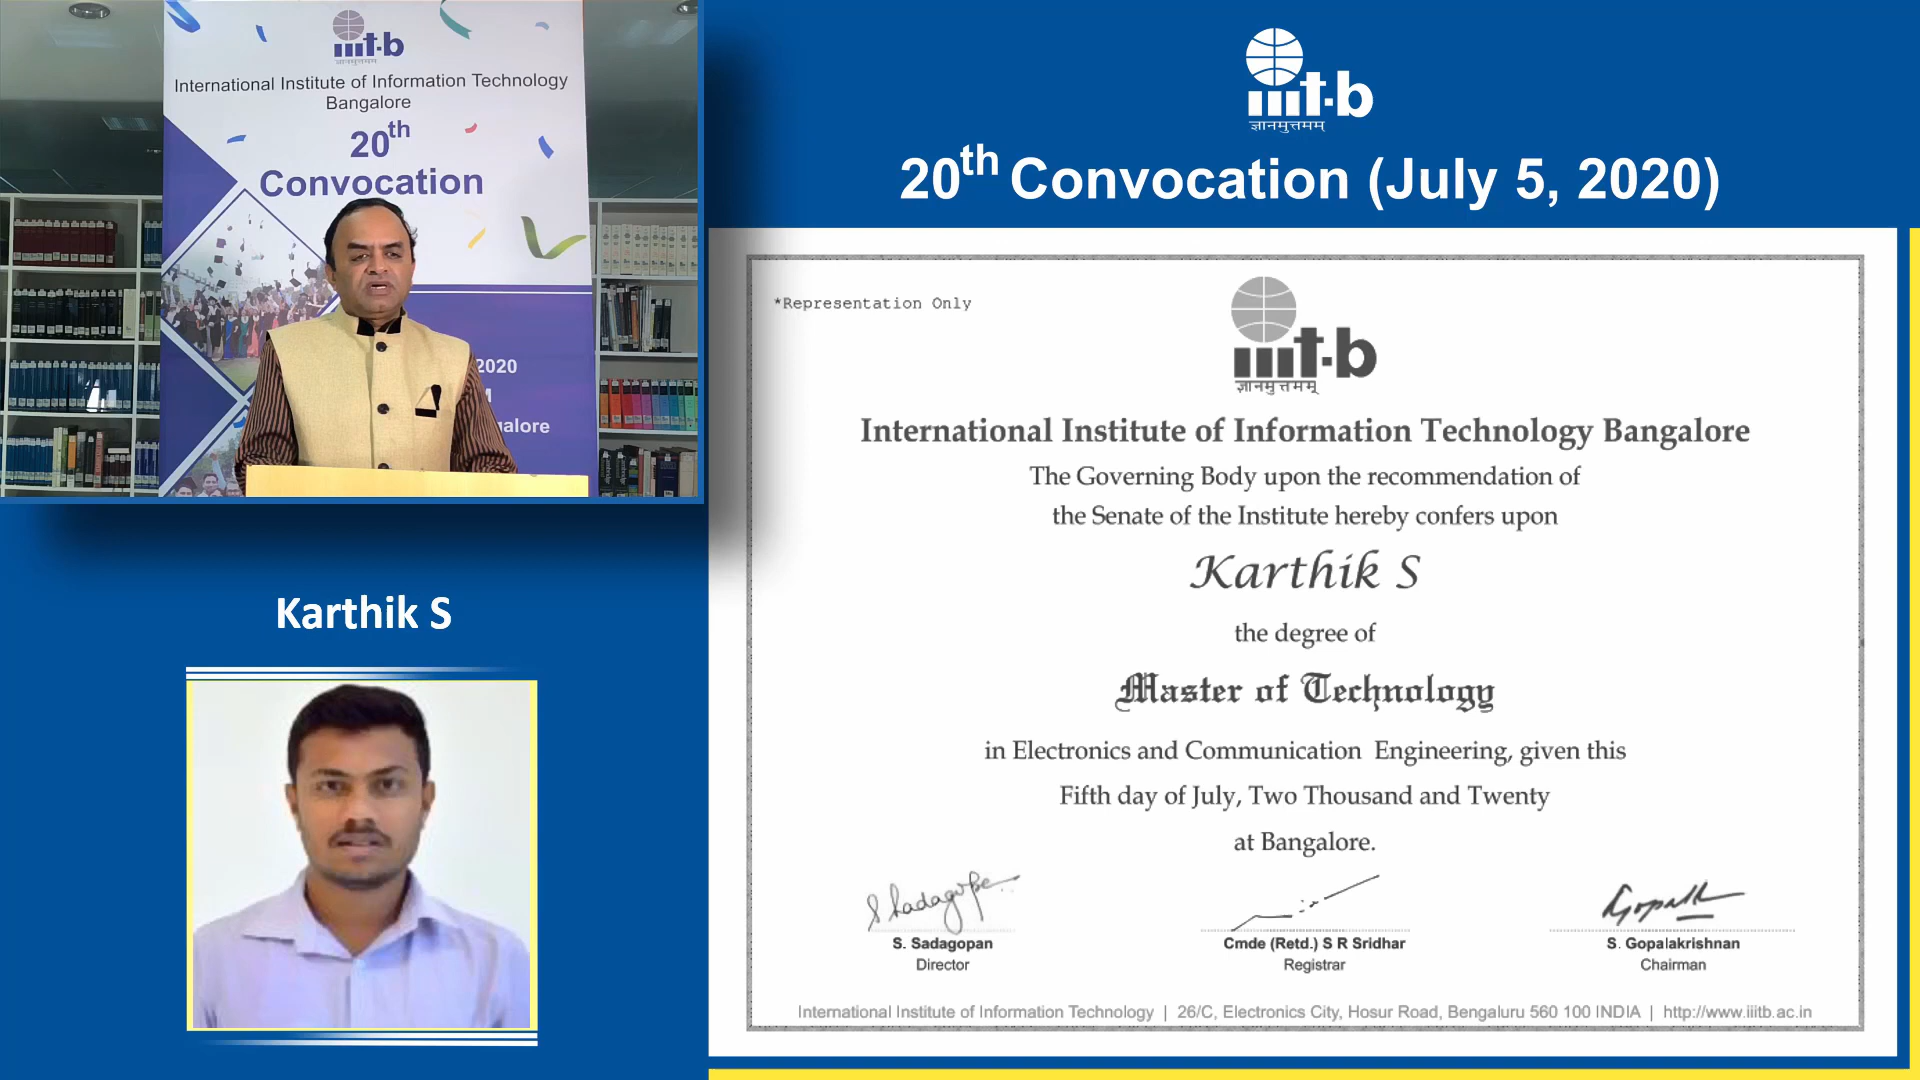 iiit-b
ज्ञानमुत्तमम्
International Institute of Information Technology
Bangalore
20th
Convocation
2020
M
galore
iiit-b
ज्ञानमुत्तमम्
20th Convocation (July 5, 2020)
Karthik S
*Representation Only
iiit-b
ज्ञानमुत्तमम्
International Institute of Information Technology Bangalore
The Governing Body upon the recommendation of
the Senate of the Institute hereby confers upon
Karthik S
the degree of
Master of Technology
in Electronics and Communication Engineering, given this
Fifth day of July, Two Thousand and Twenty
at Bangalore.
S. Sadagopan
Director
Cmde (Retd.) S R Sridhar
Registrar
S. Gopalakrishnan
Chairman
International Institute of Information Technology | 26/C, Electronics City, Hosur Road, Bengaluru 560 100 INDIA | http://www.iiitb.ac.in